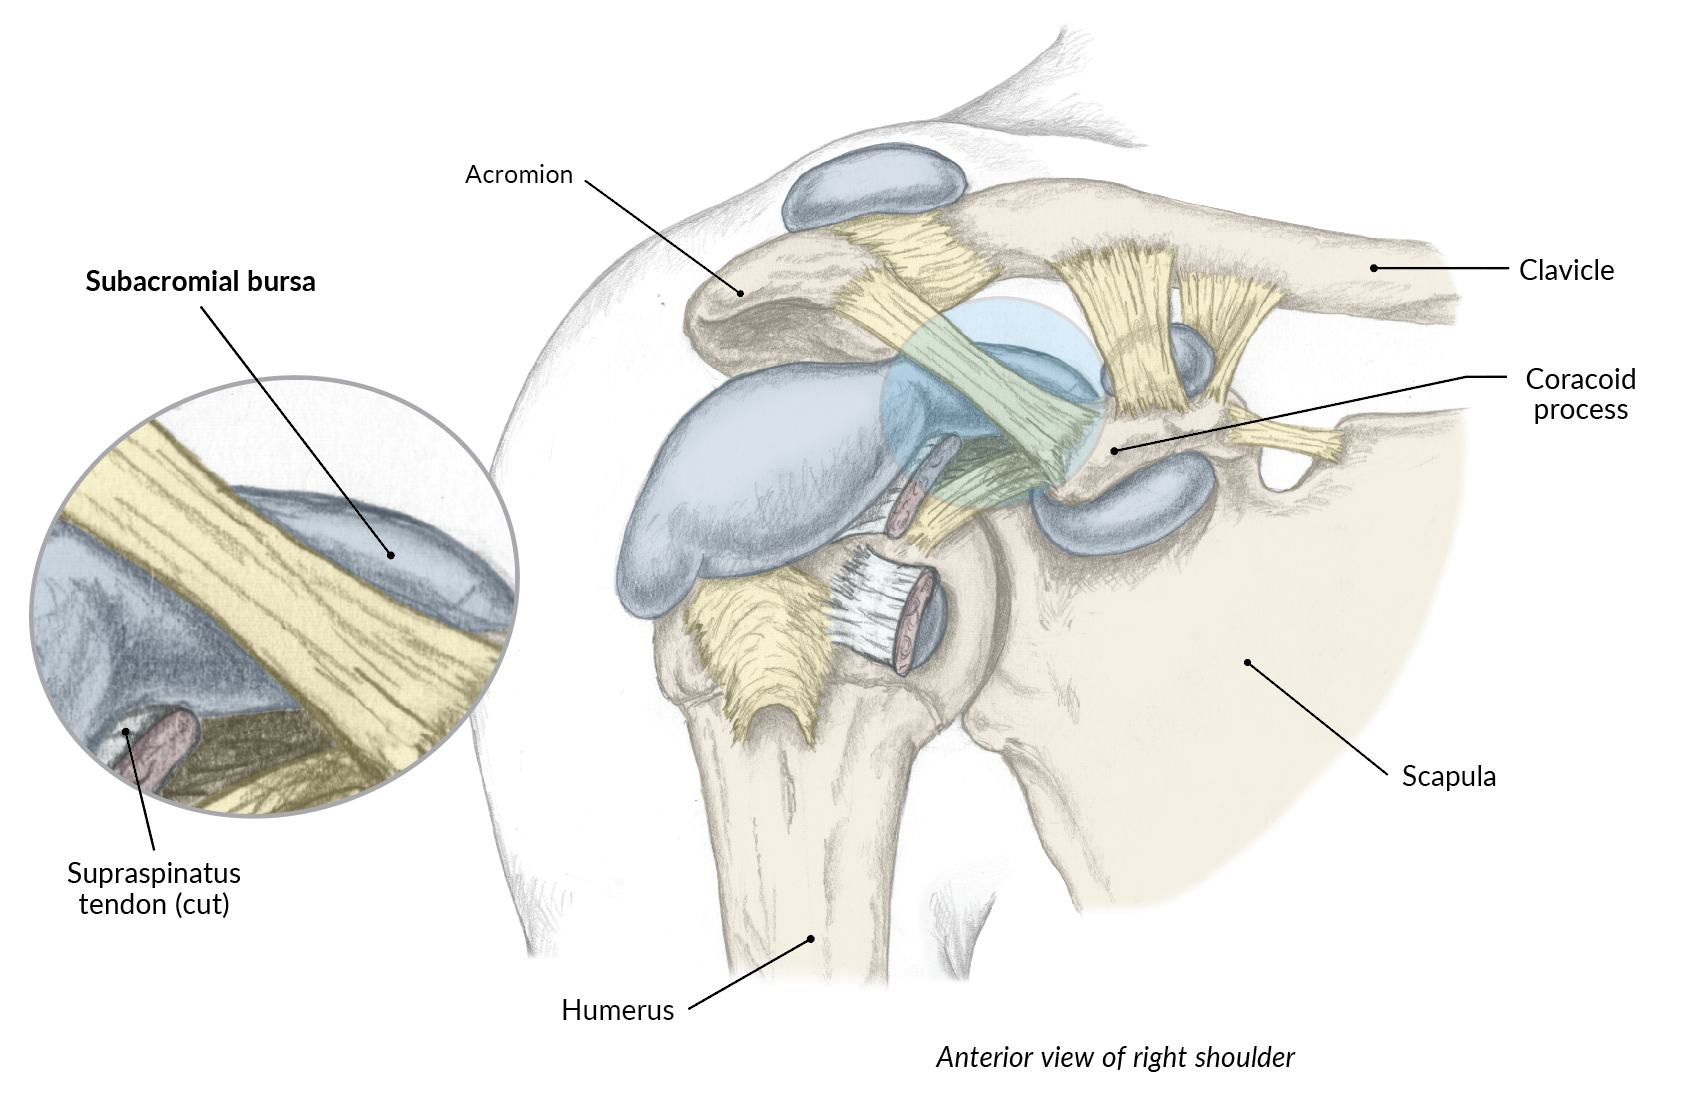 Acromion
Subacromial bursa
Clavicle
Coracoid
process
Scapula
Supraspinatus
tendon (cut)
Humerus
Anterior view of right shoulder